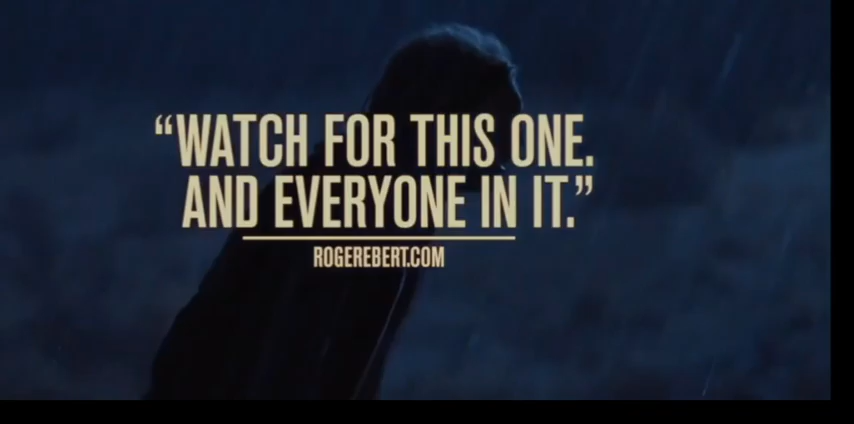 “WATCH FOR THIS ONE.
AND EVERYONE IN IT.”
ROGEREBERT.COM